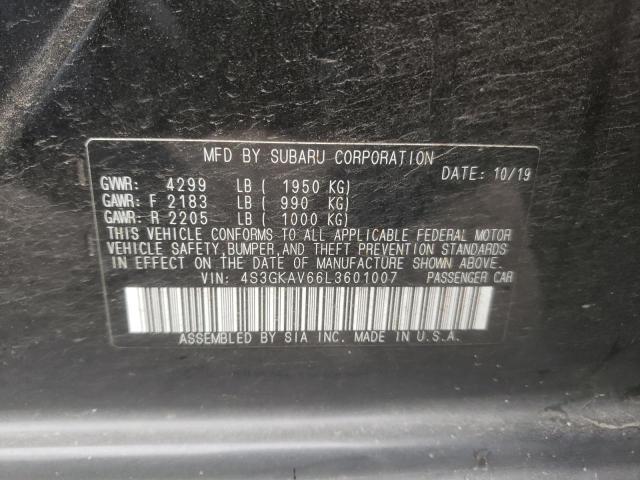 MFD BY SUBARU CORPORATION
DATE: 10/19
GVWR: 4299 LB ( 1950 KG)
GAWR: F 2183 LB ( 990 KG)
GAWR: R 2205 LB ( 1000 KG)
THIS VEHICLE CONFORMS TO ALL APPLICABLE FEDERAL MOTOR
VEHICLE SAFETY, BUMPER, AND THEFT PREVENTION STANDARDS
IN EFFECT ON THE DATE OF MANUFACTURE SHOWN ABOVE.
VIN: 4S3GKAV66L3601007 PASSENGER CAR
ASSEMBLED BY SIA INC. MADE IN U.S.A.